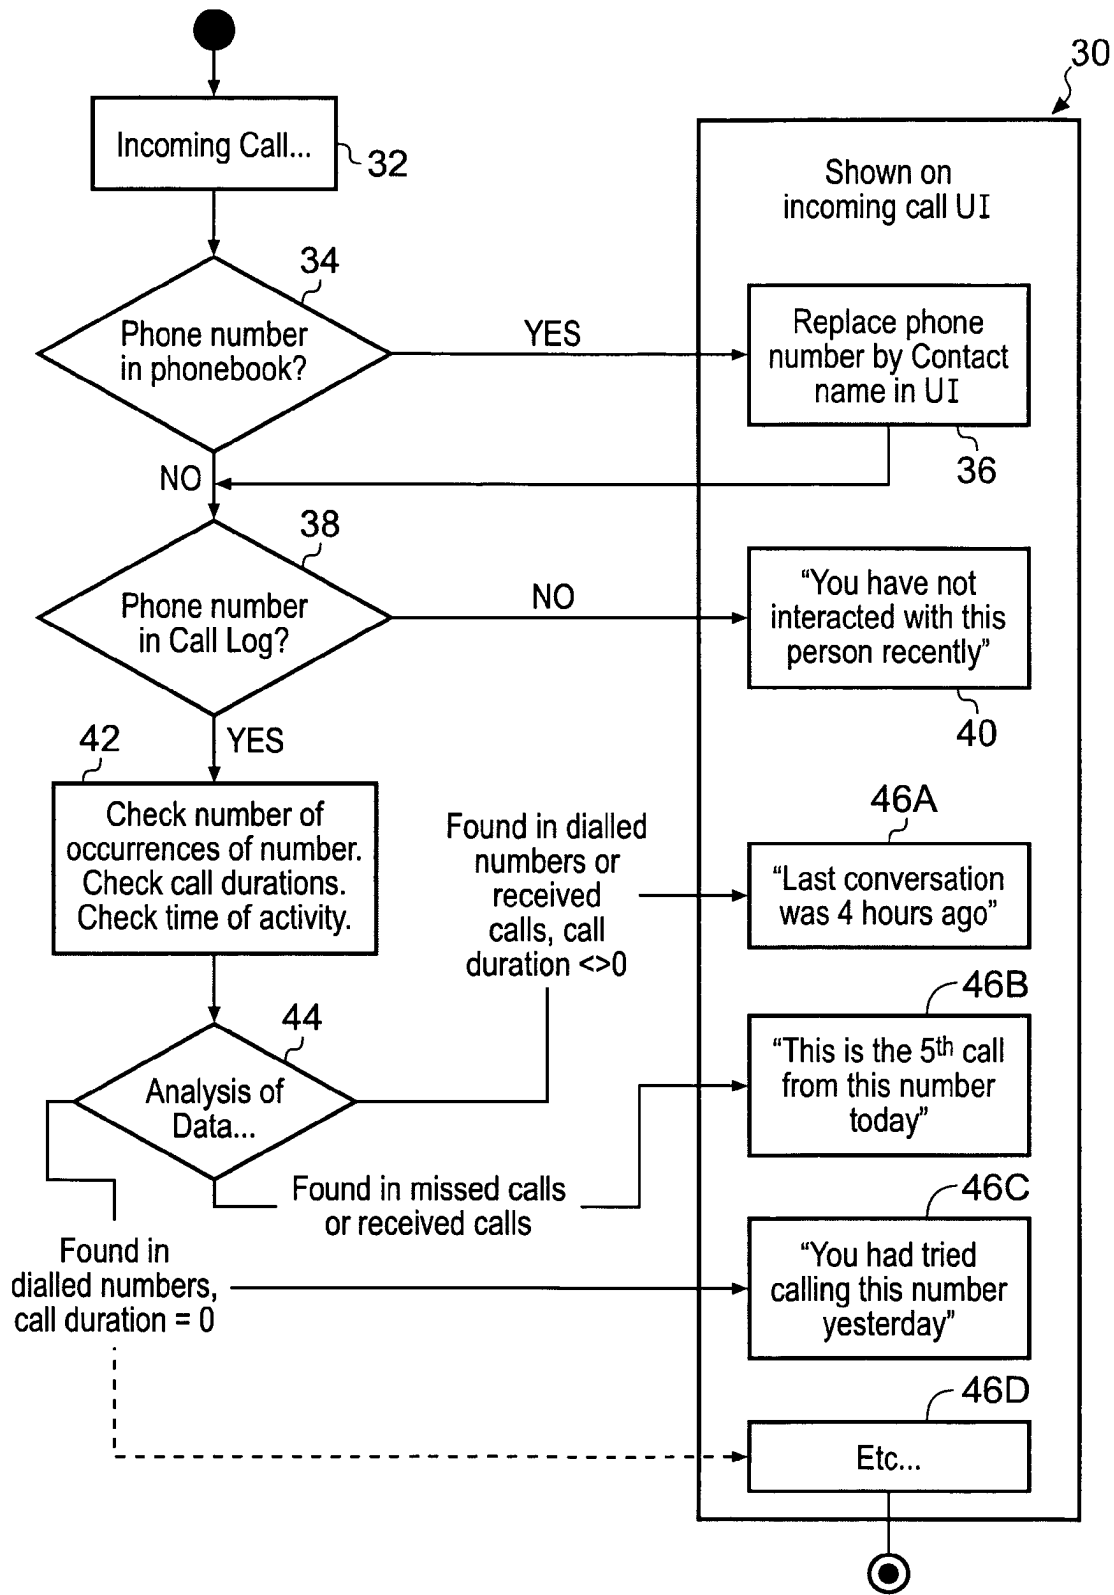 30
Incoming Call...
32
Shown on
incoming call UI
34
Phone number
in phonebook?
YES
Replace phone
number by Contact
name in UI
36
NO
38
Phone number
in Call Log?
NO
“You have not
interacted with this
person recently”
40
YES
42
Check number of
occurrences of number.
Check call durations.
Check time of activity.
Found in dialled
numbers or
received
calls, call
duration <>0
46A
“Last conversation
was 4 hours ago”
44
Analysis of
Data...
46B
“This is the 5th call
from this number
today”
Found in missed calls
or received calls
46C
“You had tried
calling this number
yesterday”
Found in
dialled numbers,
call duration = 0
46D
Etc...